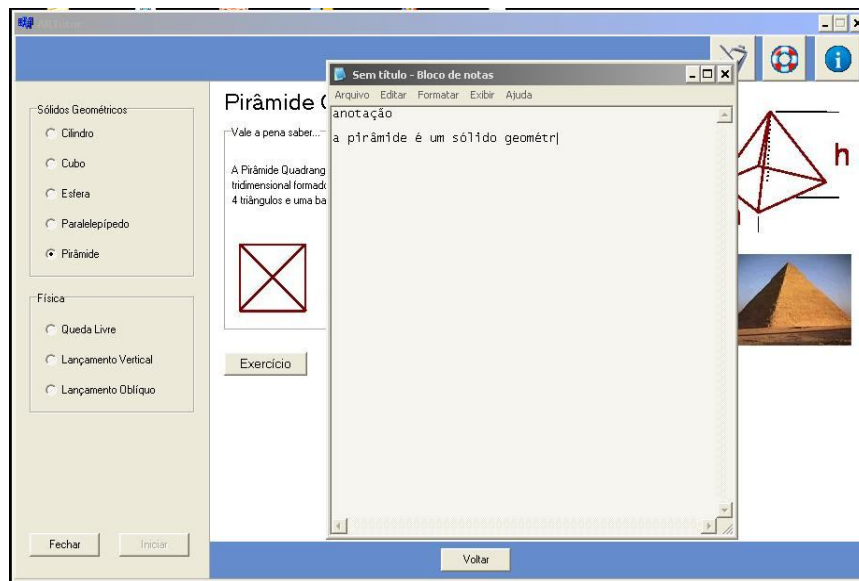 Sem título - Bloco de notas
Arquivo Editar Formatar Exibir Ajuda
anotação
a pirâmide é um sólido geométr
Sólidos Geométricos
Cilindro
Cubo
Esfera
Paralelepípedo
Pirâmide
Física
Queda Livre
Lançamento Vertical
Lançamento Oblíquo
Fechar
Iniciar
Pirâmide
Vale a pena saber...
A Pirâmide Quadrang
tridimensional formado
4 triângulos e uma ba
Exercício
h
Voltar